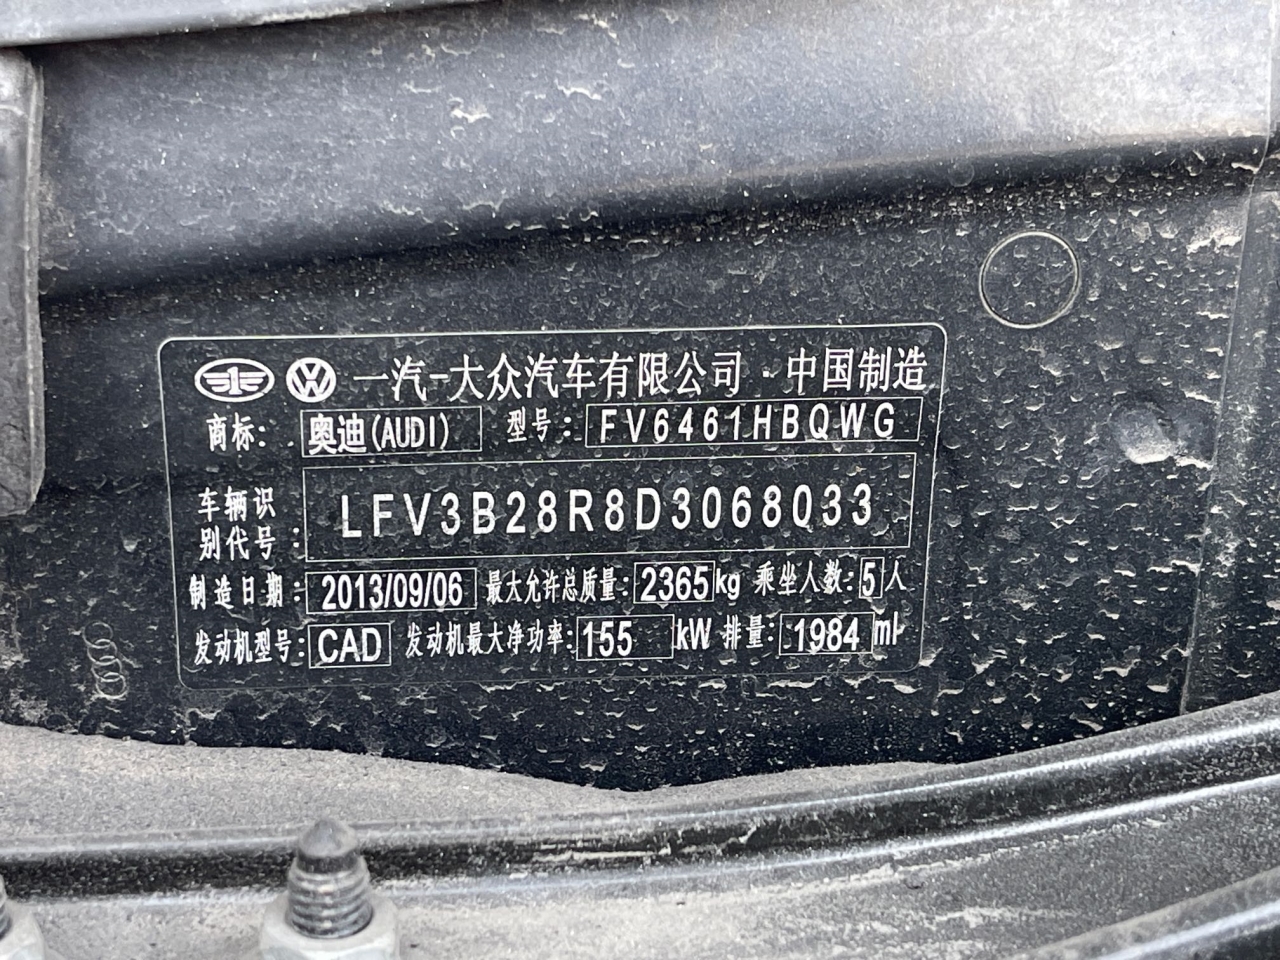 一汽-大众汽车有限公司·中国制造
商标: 奥迪(AUDI) 型号: FV6461HBQWG
车辆识别代号: LFV3B28R8D3068033
制造日期: 2013/09/06 最大允许总质量: 2365kg 乘坐人数: 5人
发动机型号: CAD 发动机最大净功率: 155 kW 排量: 1984 ml